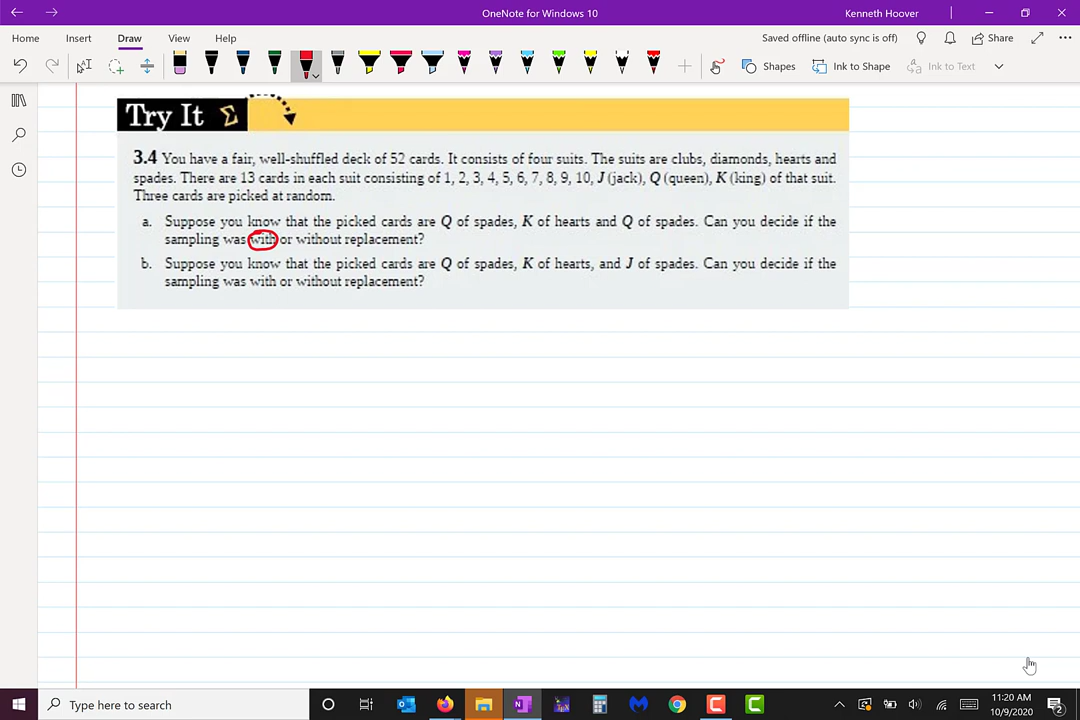 OneNote for Windows 10
Kenneth Hoover
Home Insert Draw View Help
Saved offline (auto sync is off) Share
Shapes Ink to Shape Ink to Text
Try It Σ
3.4 You have a fair, well-shuffled deck of 52 cards. It consists of four suits. The suits are clubs, diamonds, hearts and
spades. There are 13 cards in each suit consisting of 1, 2, 3, 4, 5, 6, 7, 8, 9, 10, J (jack), Q (queen), K (king) of that suit.
Three cards are picked at random.
a. Suppose you know that the picked cards are Q of spades, K of hearts and Q of spades. Can you decide if the
sampling was with or without replacement?
b. Suppose you know that the picked cards are Q of spades, K of hearts, and J of spades. Can you decide if the
sampling was with or without replacement?
Type here to search
11:20 AM
10/9/2020
2